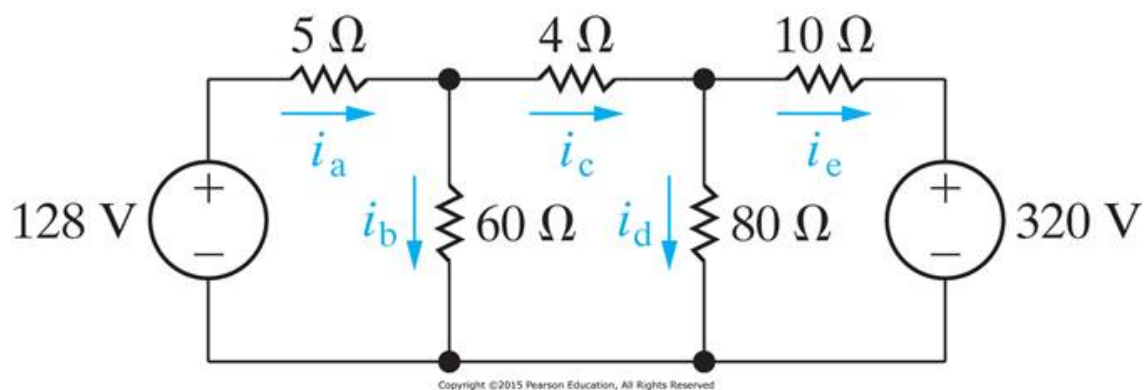 5 Ω 4 Ω 10 Ω
i_a i_c i_e
+ +
128 V i_b 60 Ω i_d 80 Ω 320 V
− −
Copyright ©2015 Pearson Education, All Rights Reserved